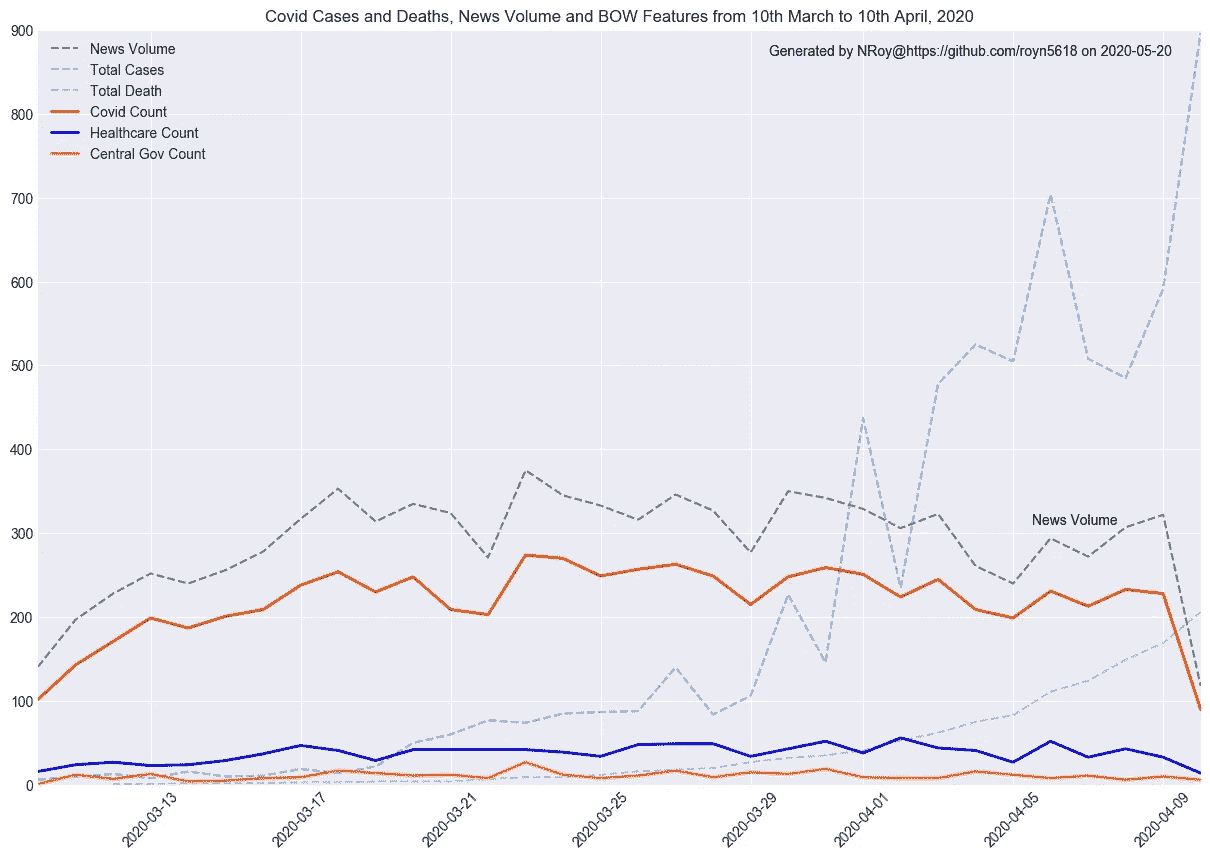 Covid Cases and Deaths, News Volume and BOW Features from 10th March to 10th April, 2020
Generated by NRoy@https://github.com/royn5618 on 2020-05-20
News Volume
Total Cases
Total Death
Covid Count
Healthcare Count
Central Gov Count
900
800
700
600
500
400
300
200
100
0
News Volume
2020-03-13
2020-03-17
2020-03-21
2020-03-25
2020-03-29
2020-04-01
2020-04-05
2020-04-09